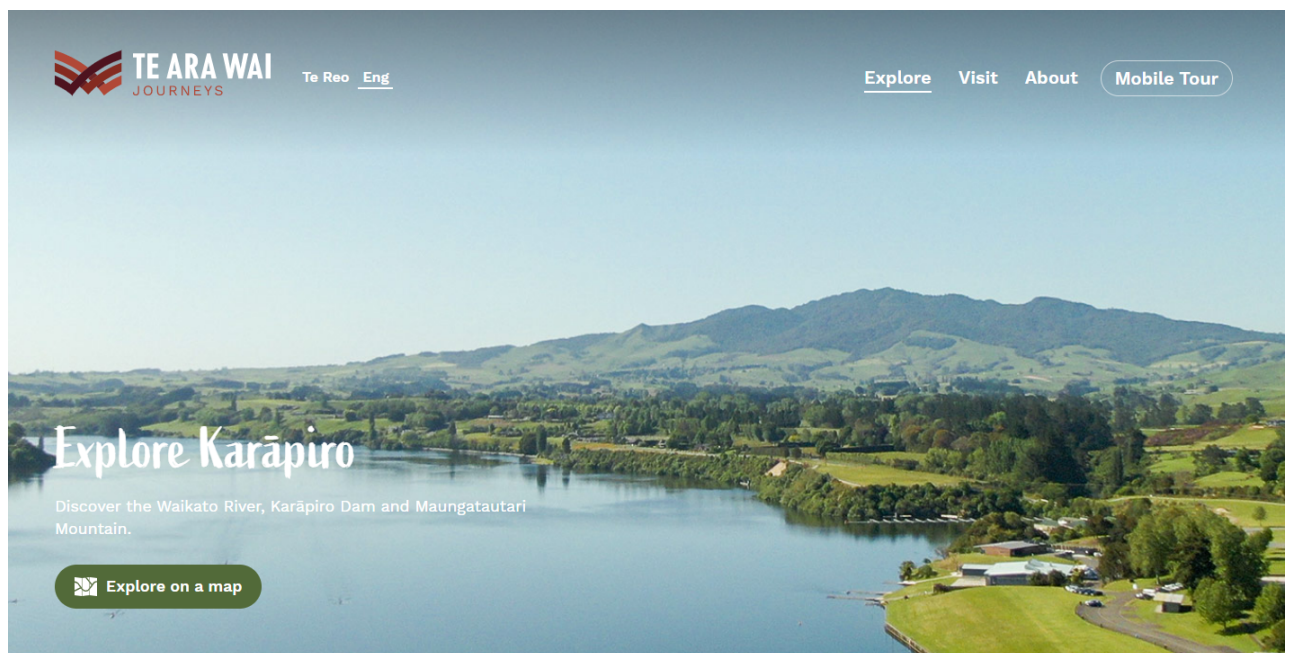 TE ARA WAI
JOURNEYS
Te Reo Eng
Explore Visit About Mobile Tour
Explore Karāpiro
Discover the Waikato River, Karāpiro Dam and Maungatautari
Mountain.
Explore on a map